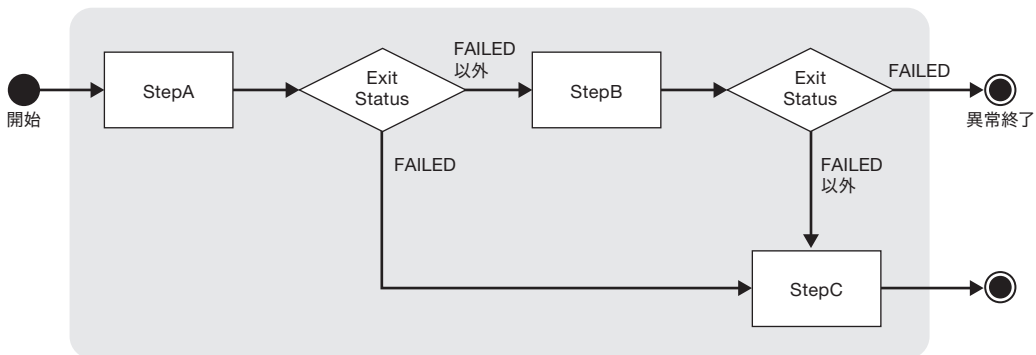 開始
StepA
Exit
Status
FAILED
以外
StepB
Exit
Status
FAILED
異常終了
FAILED
FAILED
以外
StepC